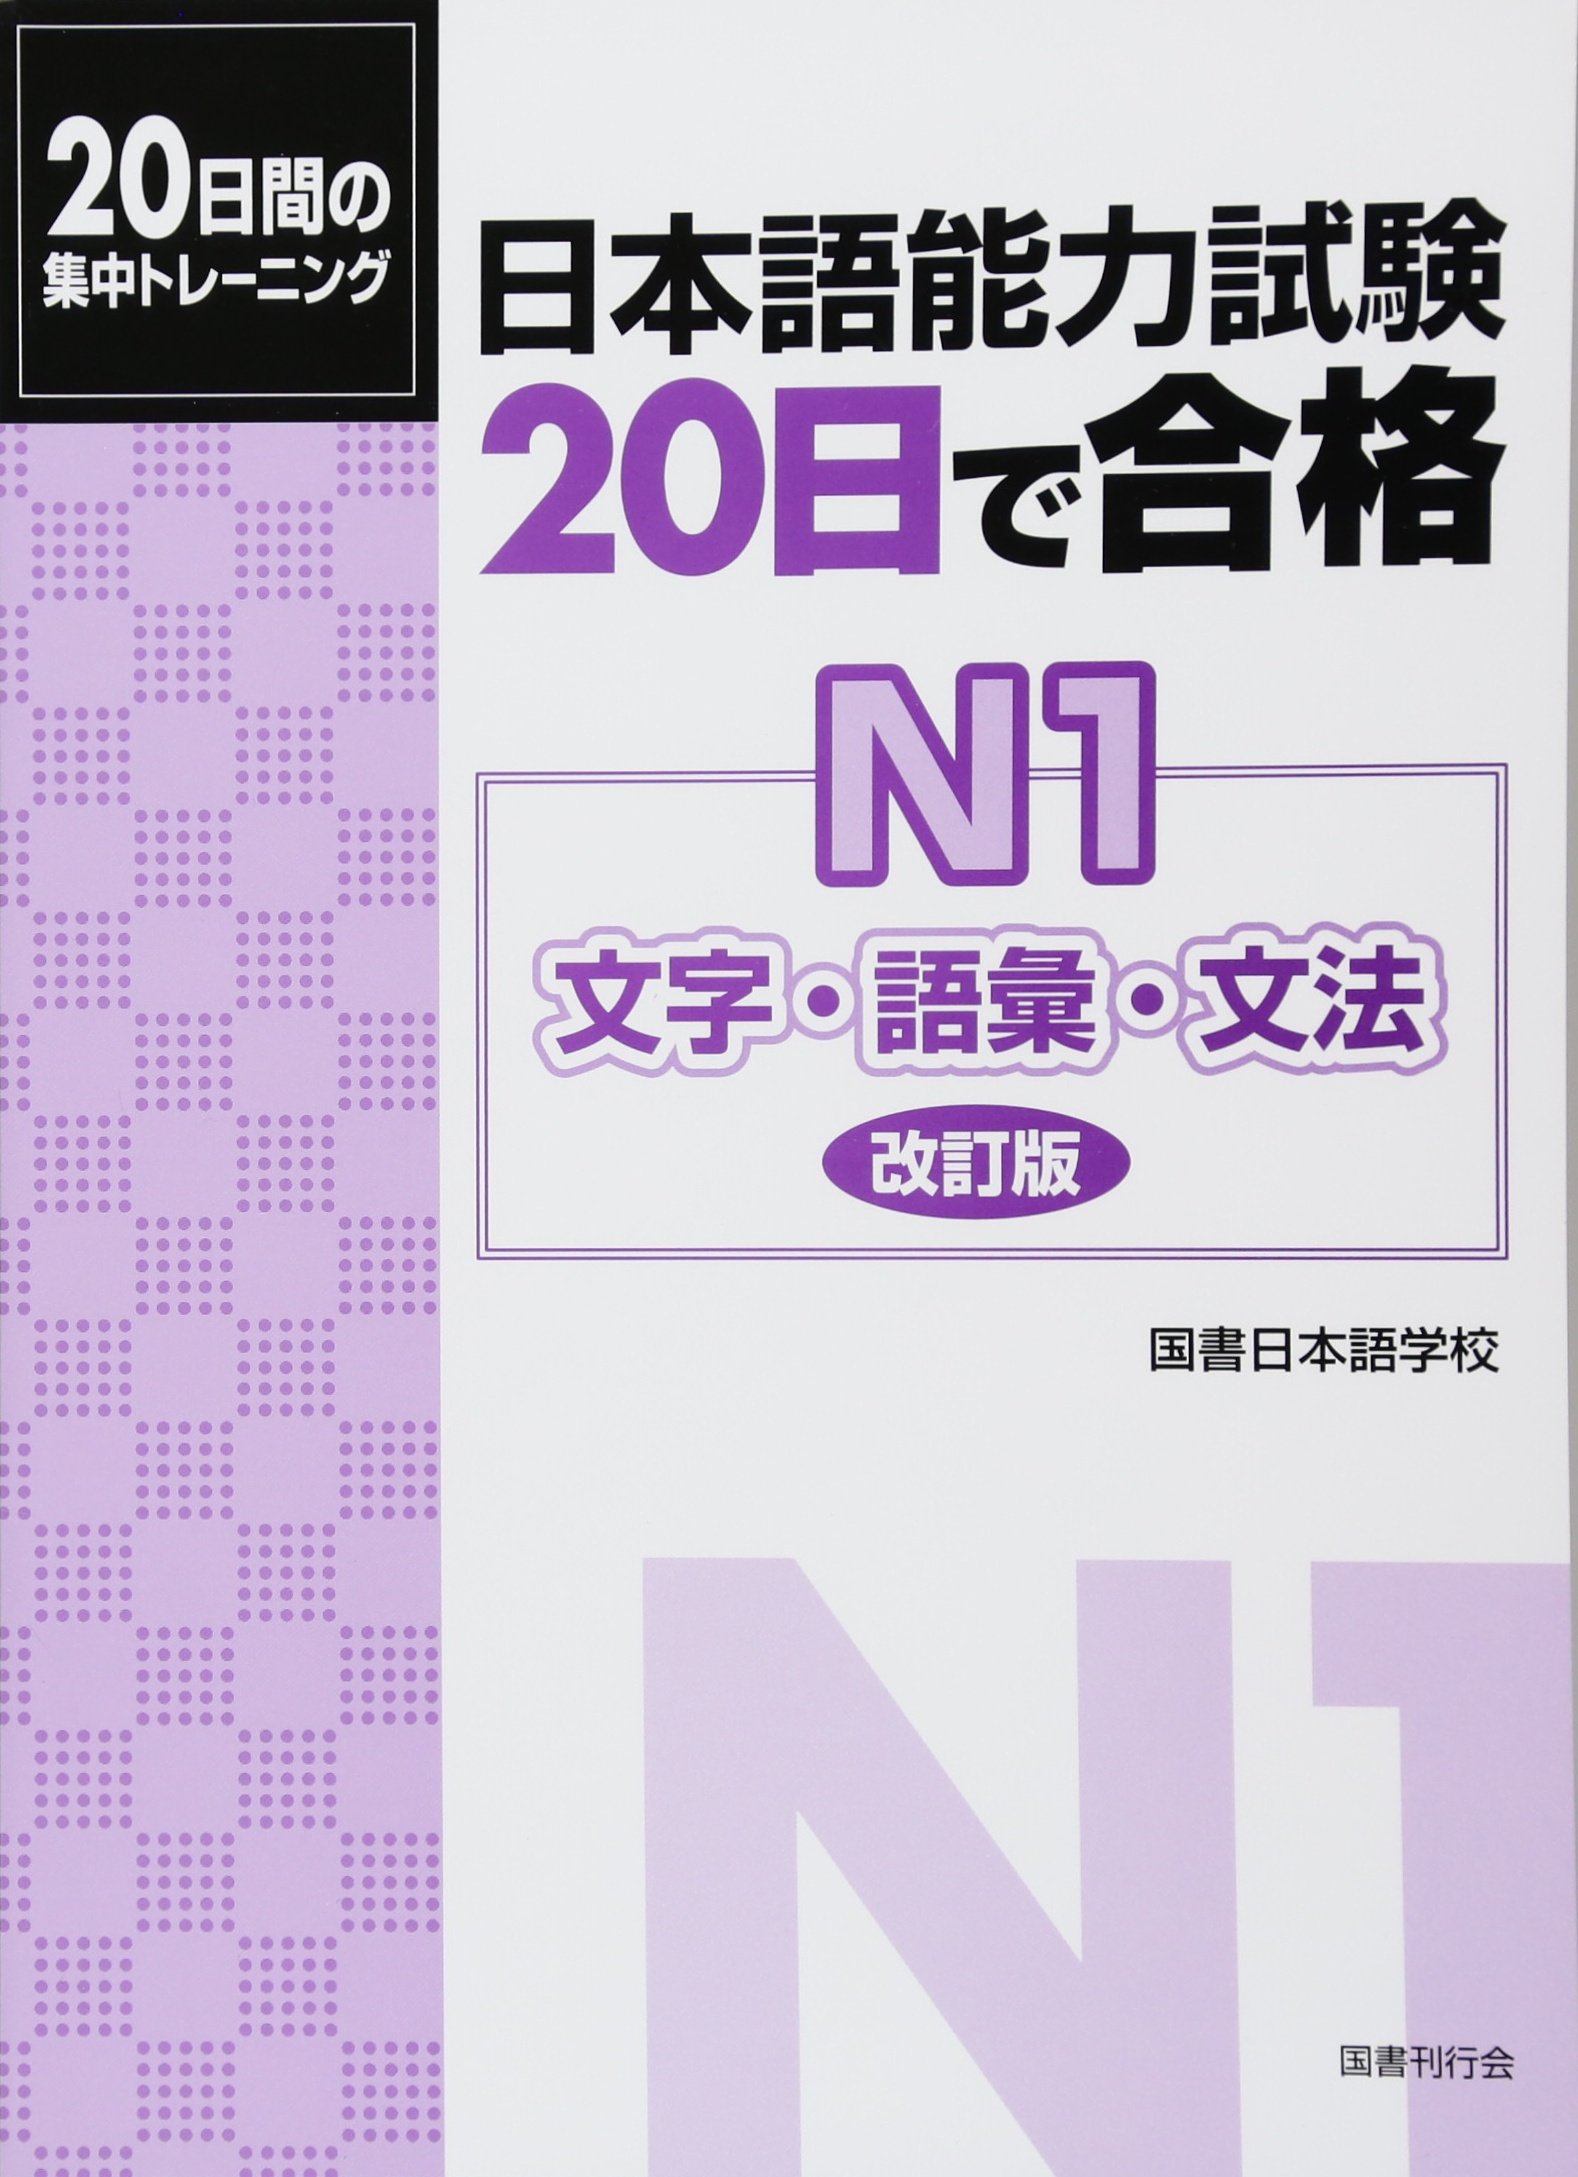 20日間の
集中トレーニング
日本語能力試験
20日で合格
N1
文字・語彙・文法
改訂版
国書日本語学校
N1
国書刊行会